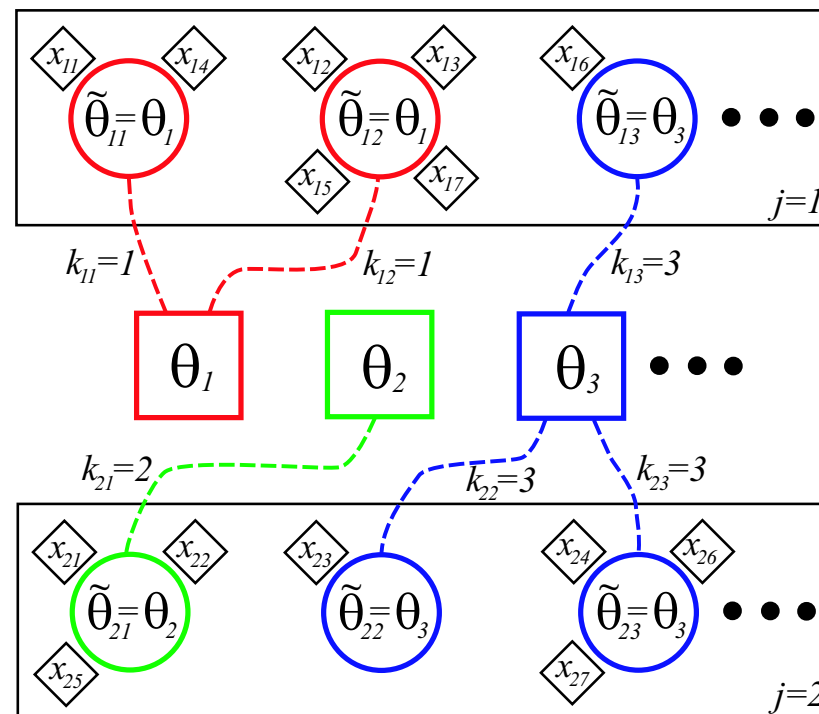 x₁₁ x₁₄ x₁₂ x₁₃ x₁₆
θ̃₁₁=θ₁ θ̃₁₂=θ₁ θ̃₁₃=θ₃
x₁₅ x₁₇
j=1
k₁₁=1 k₁₂=1 k₁₃=3
θ₁ θ₂ θ₃
k₂₁=2 k₂₂=3 k₂₃=3
x₂₁ x₂₂ x₂₃ x₂₄ x₂₆
θ̃₂₁=θ₂ θ̃₂₂=θ₃ θ̃₂₃=θ₃
x₂₅ x₂₇
j=2